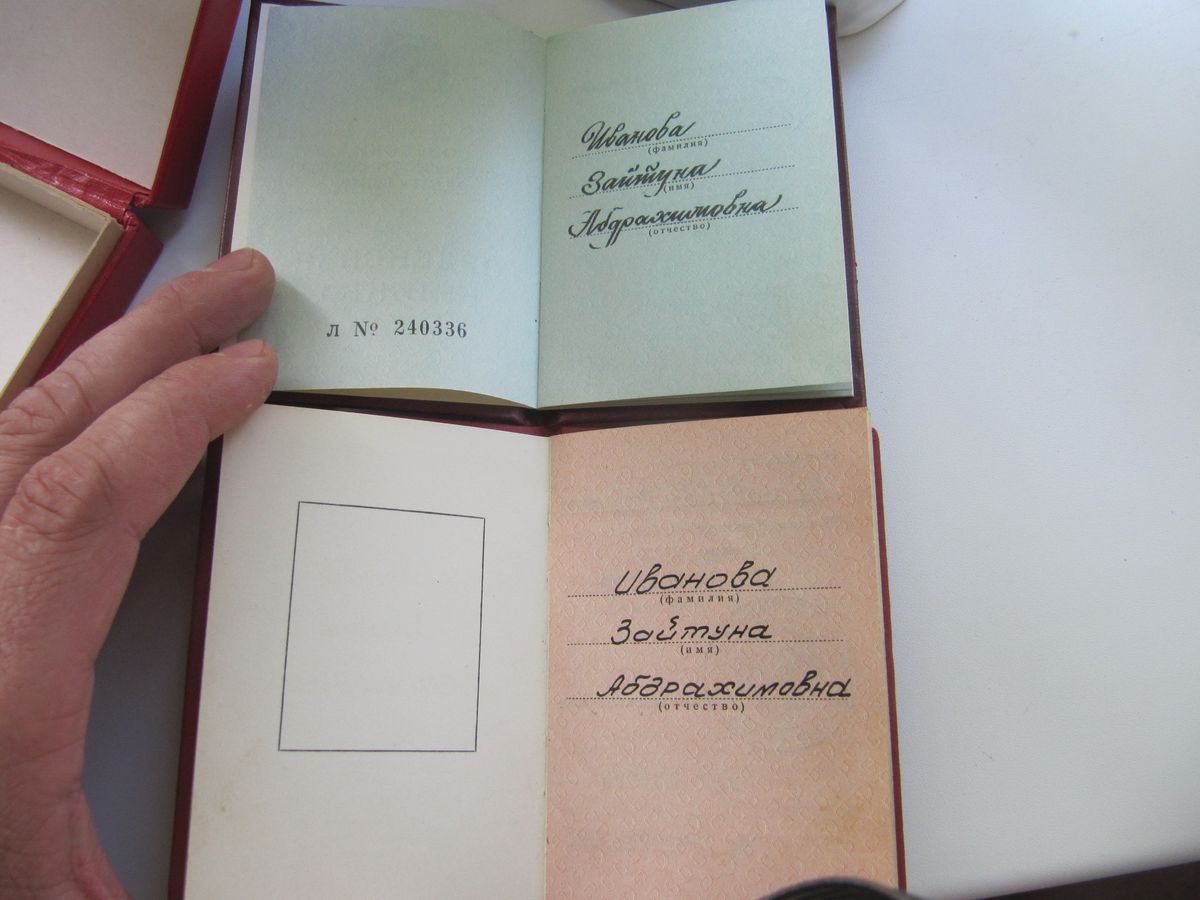 Иванова
(фамилия)
Зайтуна
(имя)
Абдрахимовна
(отчество)
л № 240336
Иванова
(фамилия)
Зайтуна
(имя)
Абдрахимовна
(отчество)